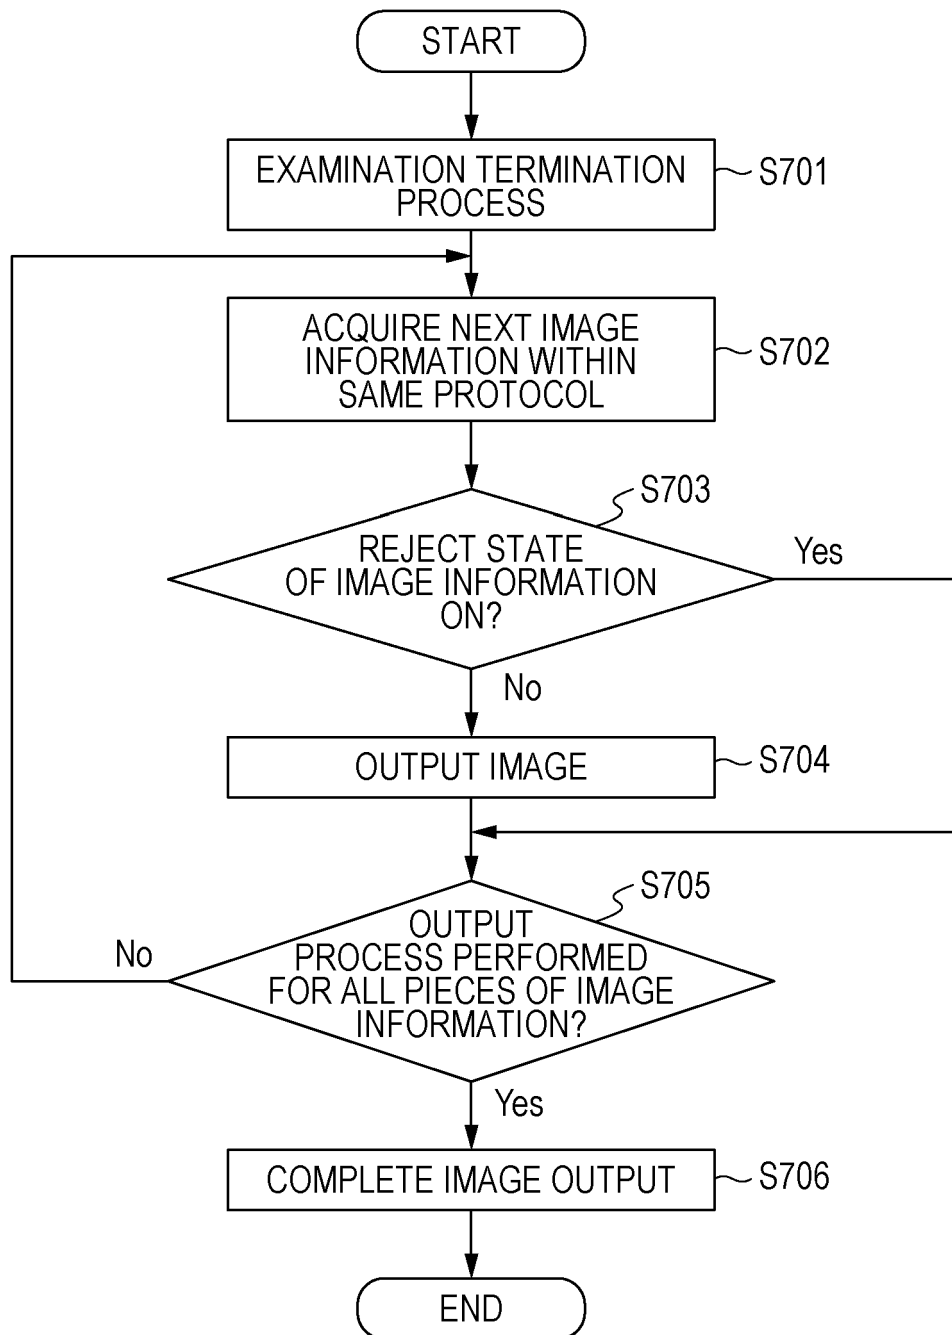 START
EXAMINATION TERMINATION
PROCESS
S701
ACQUIRE NEXT IMAGE
INFORMATION WITHIN
SAME PROTOCOL
S702
S703
REJECT STATE
OF IMAGE INFORMATION
ON?
Yes
No
OUTPUT IMAGE
S704
S705
OUTPUT
PROCESS PERFORMED
FOR ALL PIECES OF IMAGE
INFORMATION?
No
Yes
COMPLETE IMAGE OUTPUT
S706
END